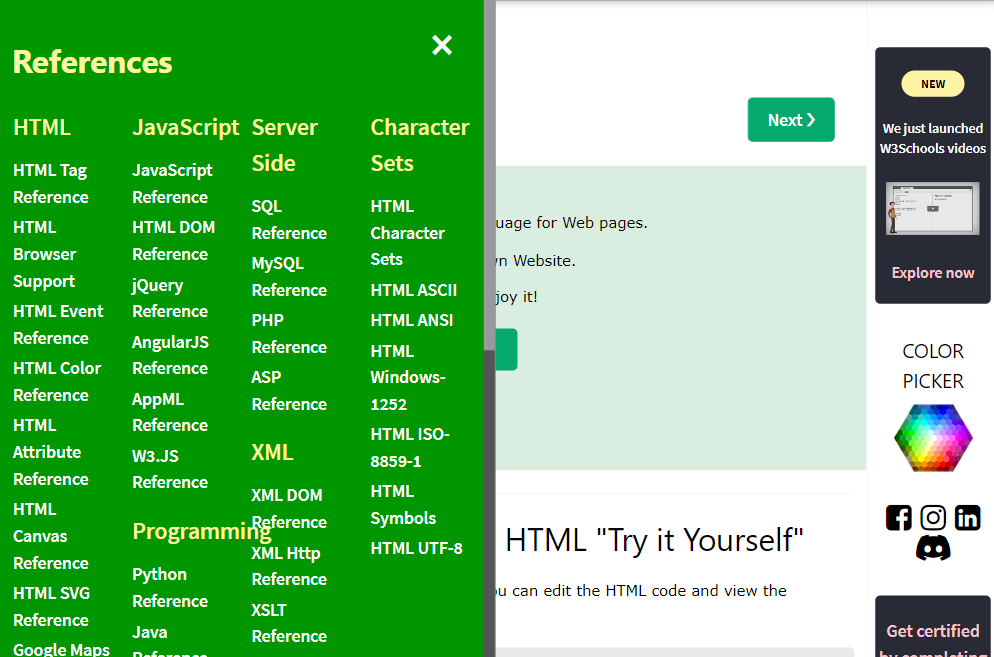 References
HTML
HTML Tag
Reference
HTML
Browser
Support
HTML Event
Reference
HTML Color
Reference
HTML
Attribute
Reference
HTML
Canvas
Reference
HTML SVG
Reference
Google Maps
JavaScript
JavaScript
Reference
HTML DOM
Reference
jQuery
Reference
AngularJS
Reference
AppML
Reference
W3.JS
Reference
Programming
Python
Reference
Java
Reference
Server
Side
SQL
Reference
MySQL
Reference
PHP
Reference
ASP
Reference
XML
XML DOM
Reference
XML Http
Reference
XSLT
Reference
Character
Sets
HTML
Character
Sets
HTML ASCII
HTML ANSI
HTML
Windows-
1252
HTML ISO-
8859-1
HTML
Symbols
HTML UTF-8
Next ❯
uage for Web pages.
vn Website.
joy it!
HTML "Try it Yourself"
ou can edit the HTML code and view the
NEW
We just launched
W3Schools videos
Explore now
COLOR
PICKER
Get certified
by completing